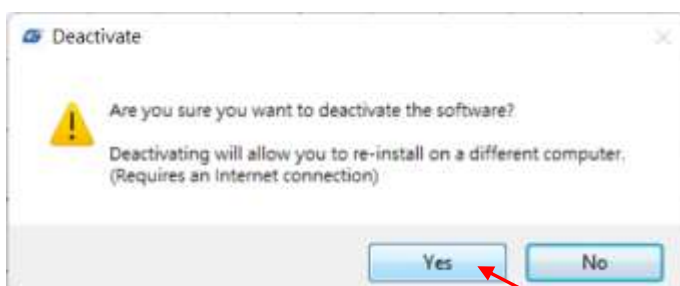 Deactivate
Are you sure you want to deactivate the software?
Deactivating will allow you to re-install on a different computer.
(Requires an Internet connection)
Yes No